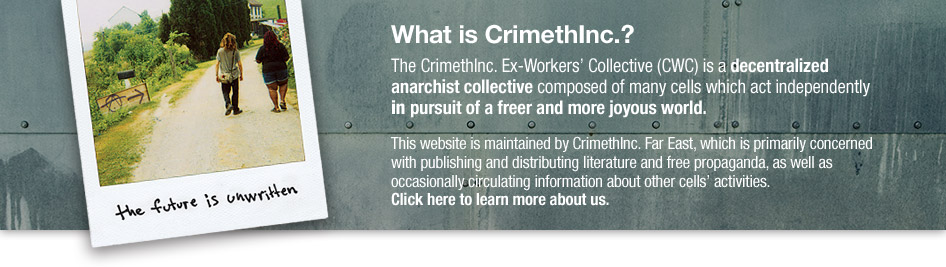 What is CrimethInc.?
The CrimethInc. Ex-Workers' Collective (CWC) is a decentralized
anarchist collective composed of many cells which act independently
in pursuit of a freer and more joyous world.
This website is maintained by CrimethInc. Far East, which is primarily concerned
with publishing and distributing literature and free propaganda, as well as
occasionally circulating information about other cells' activities.
Click here to learn more about us.
the future is unwritten